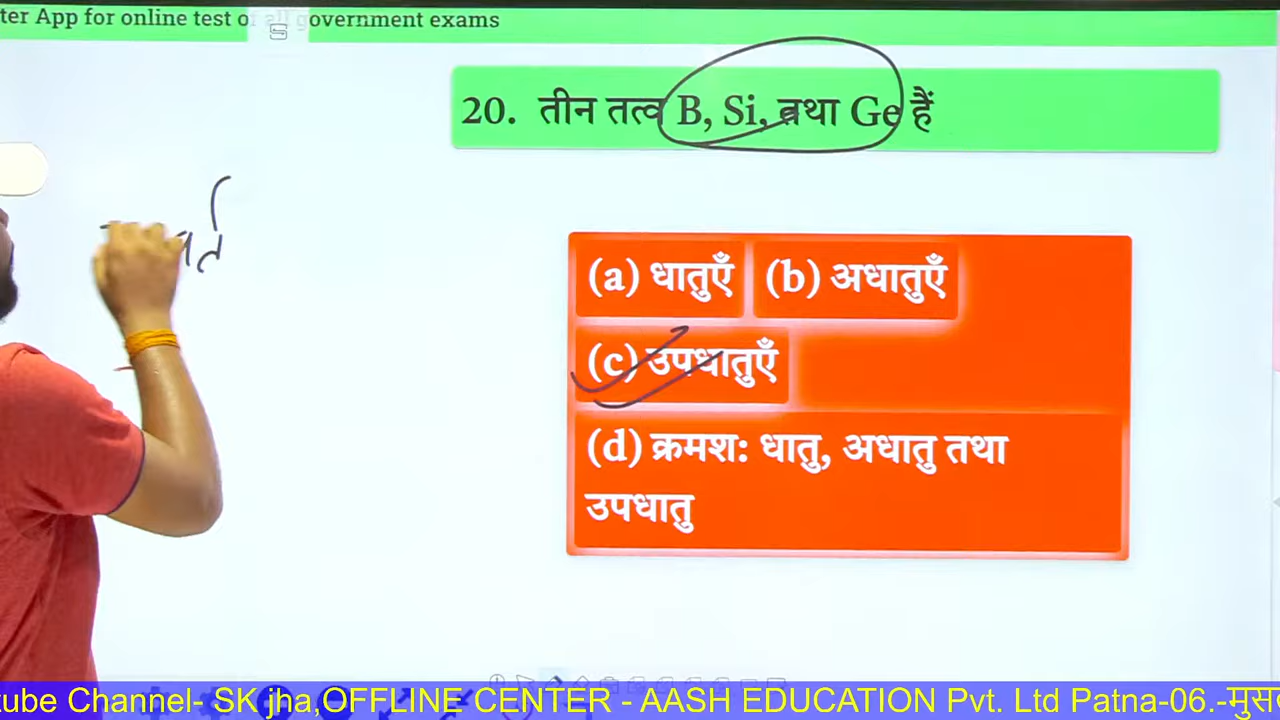 ter App for online test of all government exams
20. तीन तत्व B, Si, तथा Ge हैं
(a) धातुएँ (b) अधातुएँ
(c) उपधातुएँ
(d) क्रमश: धातु, अधातु तथा
उपधातु
tube Channel- SK jha,OFFLINE CENTER - AASH EDUCATION Pvt. Ltd Patna-06.-मुस